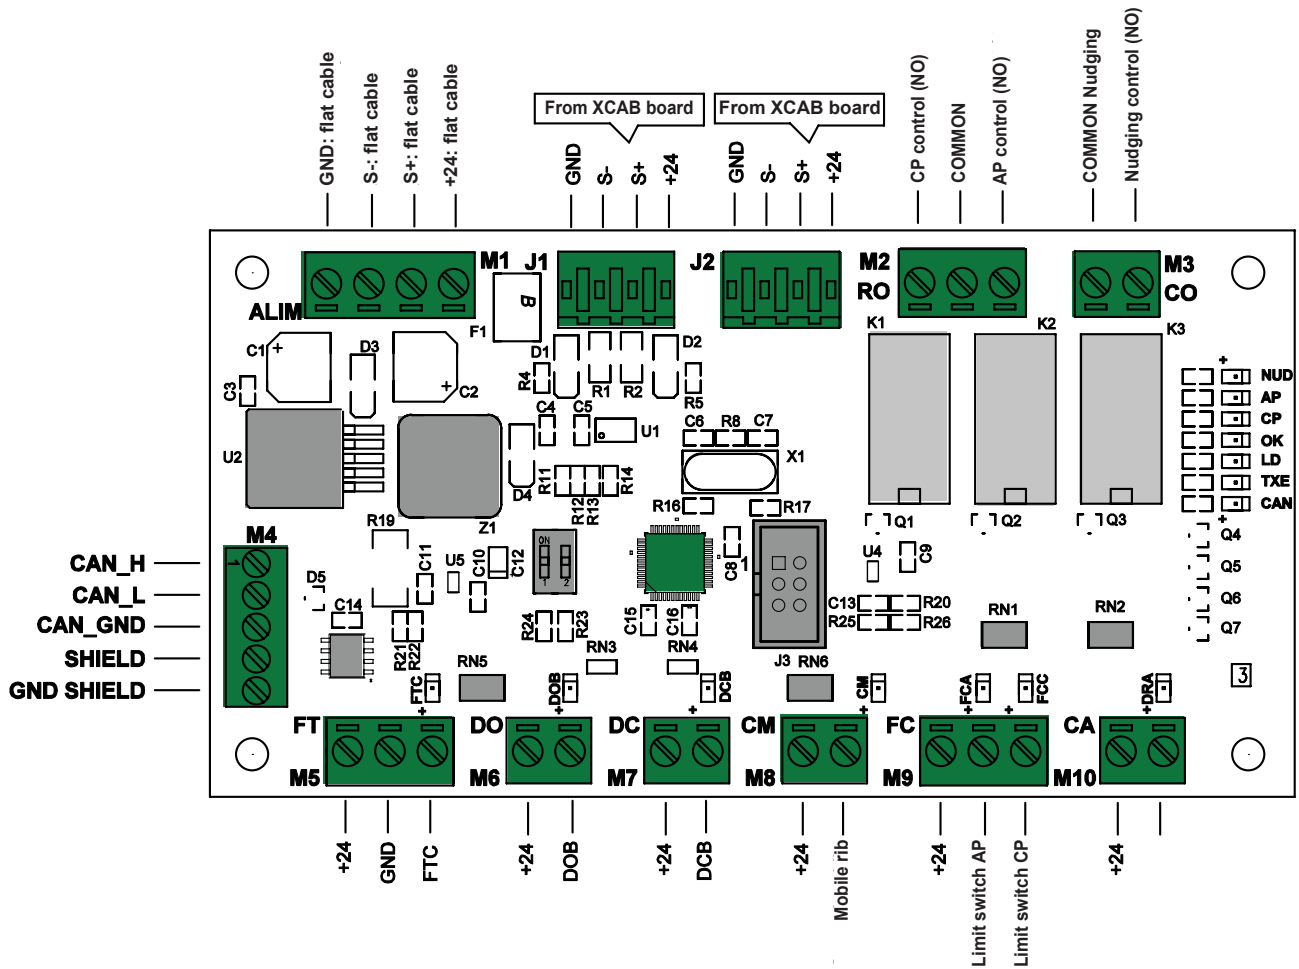 GND: flat cable
S-: flat cable
S+: flat cable
+24: flat cable
From XCAB board
GND
S-
S+
+24
From XCAB board
GND
S-
S+
+24
CP control (NO)
COMMON
AP control (NO)
COMMON Nudging
Nudging control (NO)
M1
ALIM
J1
J2
M2
RO
M3
CO
F1
B
C1
D3
C2
C3
D1
R4
R1
R2
D2
R5
K1
K2
K3
NUD
AP
CP
OK
LD
TXE
CAN
U2
C4
C5
U1
C6
R8
C7
X1
D4
R11
R12
R13
R14
Z1
R16
R17
Q1
Q2
Q3
Q4
Q5
Q6
Q7
M4
1
R19
D5
C14
C11
U5
C10
C12
ON
1
2
C8
1
U4
C9
CAN_H
CAN_L
CAN_GND
SHIELD
GND SHIELD
R21
R22
R24
R23
C15
C16
C13
R20
R25
R26
RN1
RN2
RN3
RN4
RN5
J3
RN6
3
FTC
DOB
DCB
CM
FCA
FCC
DRA
FT
M5
DO
M6
DC
M7
CM
M8
FC
M9
CA
M10
+24
GND
FTC
+24
DOB
+24
DCB
+24
Mobile rib
+24
Limit switch AP
Limit switch CP
+24